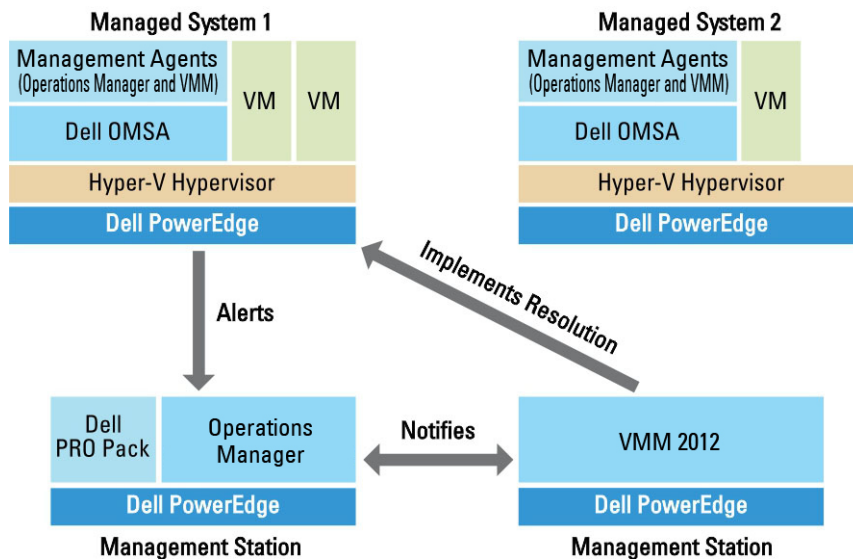 Managed System 1
Management Agents
(Operations Manager and VMM)
VM
VM
Dell OMSA
Hyper-V Hypervisor
Dell PowerEdge
Managed System 2
Management Agents
(Operations Manager and VMM)
VM
Dell OMSA
Hyper-V Hypervisor
Dell PowerEdge
Alerts
Implements Resolution
Dell
PRO Pack
Operations
Manager
Dell PowerEdge
Management Station
Notifies
VMM 2012
Dell PowerEdge
Management Station